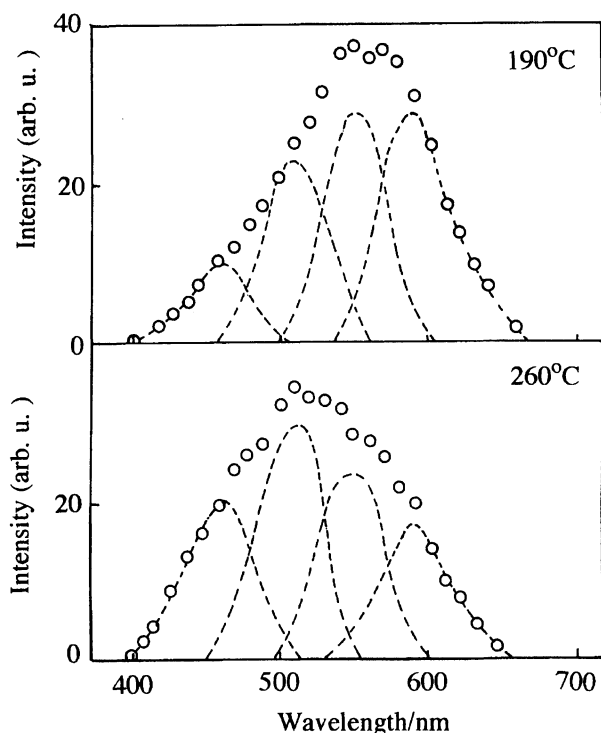 40
190°C
Intensity (arb. u.)
20
0
260°C
Intensity (arb. u.)
20
0
400 500 600 700
Wavelength/nm